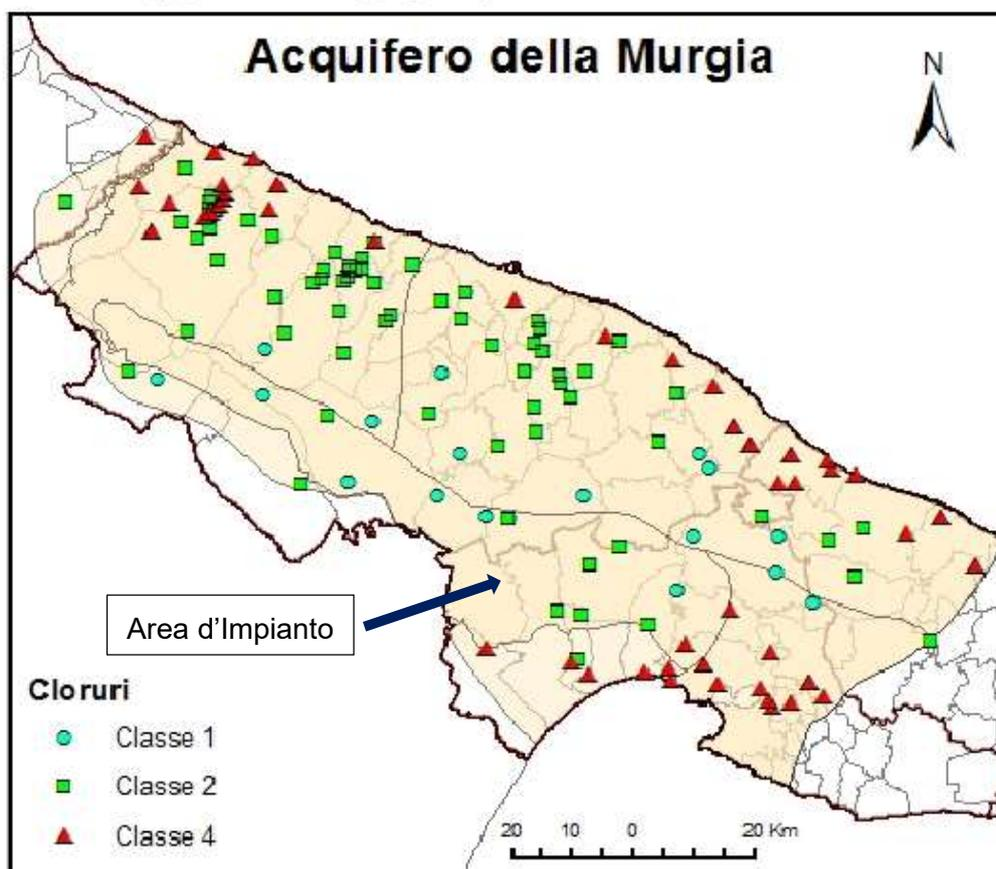 Acquifero della Murgia
N
Area d'Impianto
Cloruri
Classe 1
Classe 2
Classe 4
20 10 0 20 Km